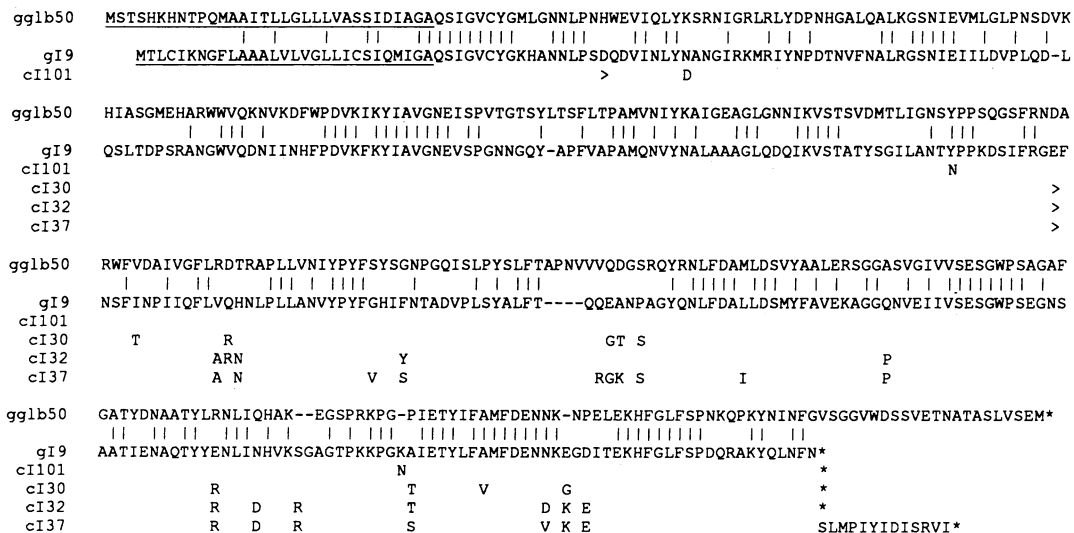 gglb50 MSTSHKHNTPQMAAITLLGLLLVASSIDIAGAQSIGVCYGMLGNNLPNHWEVIQLYKSRNIGRLRLYDPNHGALQALKGSNIEVMLGLPNSDVK
gI9 MTLCIKNGFLAAALVLVGLLICSIQMIGAQSIGVCYGKHANNLPSDQDVINLYNANGIRKMRIYNPDTNVFNALRGSNIEIILDVPLQD-L
cI101 > D
gglb50 HIASGMEHARWWVQKNVKDFWPDVKIKYIAVGNEISPVTGTSYLTSFLTPAMVNIYKAIGEAGLGNNIKVSTSVDMTLIGNSYPPSQGSFRNDA
gI9 QSLTDPSRANGWVQDNIINHFPDVKFKYIAVGNEVSPGNNGQY-APFVAPAMQNVYNALAAAGLQDQIKVSTATYSGILANTYPPKDSIFRGEF
cI101 N
cI30 >
cI32 >
cI37 >
gglb50 RWFVDAIVGFLRDTRAPLLVNIYPYFSYSGNPGQISLPYSLFTAPNVVVQDGSRQYRNLFDAMLDSVYAALERSGGASVGIVVSESGWPSAGAF
gI9 NSFINPIIQFLVQHNLPLLANVYPYFGHIFNTADVPLSYALFT----QQEANPAGYQNLFDALLDSMYFAVEKAGGQNVEIIVSESGWPSEGNS
cI101
cI30 T R GT S
cI32 ARN Y P
cI37 A N V S RGK S I P
gglb50 GATYDNAATYLRNLIQHAK--EGSPRKPG-PIETYIFAMFDENNK-NPELEKHFGLFSPNKQPKYNINFGVSGGVWDSSVETNATASLVSEM*
gI9 AATIENAQTYYENLINHVKSGAGTPKKPGKAIETYLFAMFDENNKEGDITEKHFGLFSPDQRAKYQLNFN*
cI101 N *
cI30 R T V G *
cI32 R D R T D K E *
cI37 R D R S V K E SLMPIYIDISRVI*